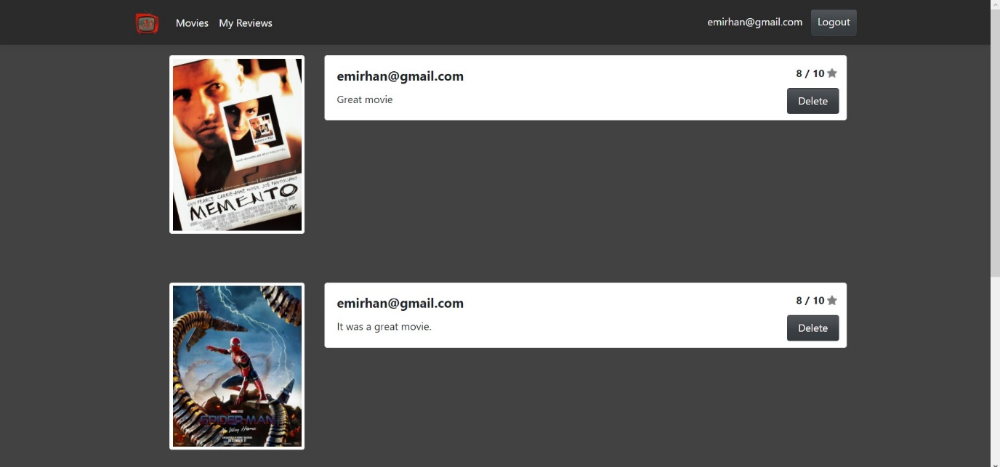 Movies My Reviews emirhan@gmail.com Logout
emirhan@gmail.com
8 / 10
Great movie
Delete
GUY PEARCE CARRIE-ANNE MOSS JOE PANTOLIANO
MEMENTO
emirhan@gmail.com
8 / 10
It was a great movie.
Delete
SPIDER-MAN
No Way Home
DECEMBER 17